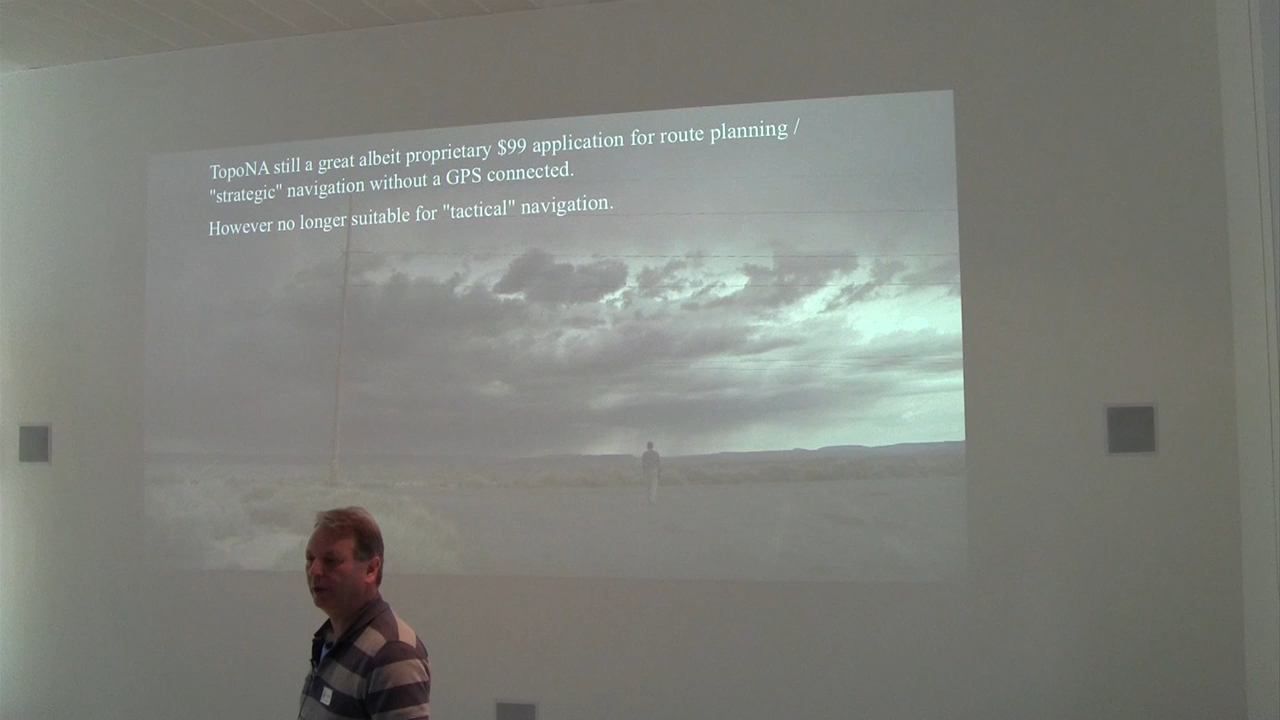 TopoNA still a great albeit proprietary $99 application for route planning /
"strategic" navigation without a GPS connected.
However no longer suitable for "tactical" navigation.